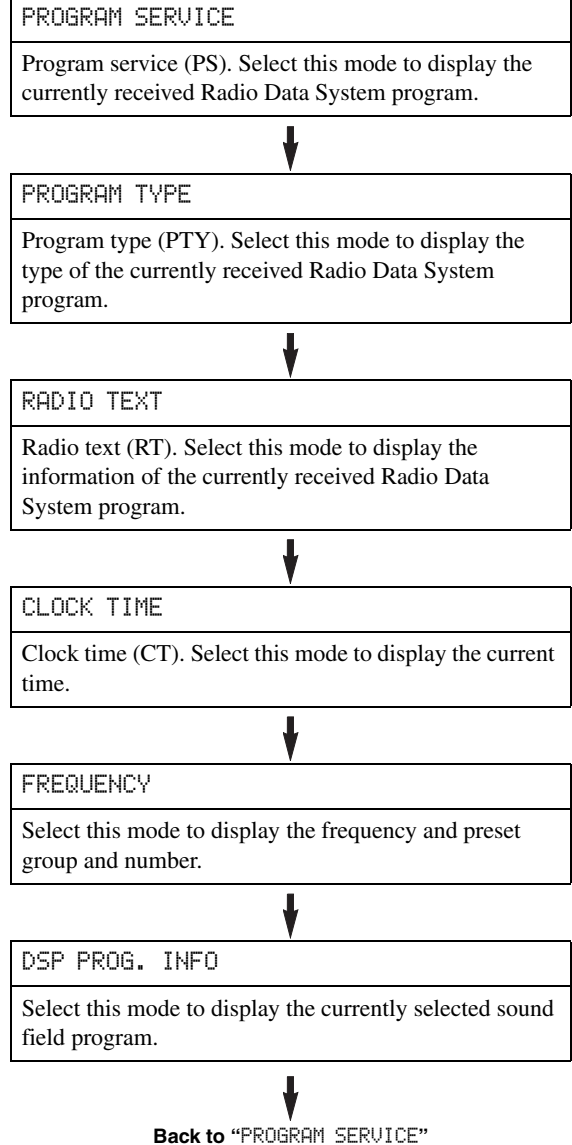 PROGRAM SERVICE
Program service (PS). Select this mode to display the
currently received Radio Data System program.
PROGRAM TYPE
Program type (PTY). Select this mode to display the
type of the currently received Radio Data System
program.
RADIO TEXT
Radio text (RT). Select this mode to display the
information of the currently received Radio Data
System program.
CLOCK TIME
Clock time (CT). Select this mode to display the current
time.
FREQUENCY
Select this mode to display the frequency and preset
group and number.
DSP PROG. INFO
Select this mode to display the currently selected sound
field program.
Back to “PROGRAM SERVICE”